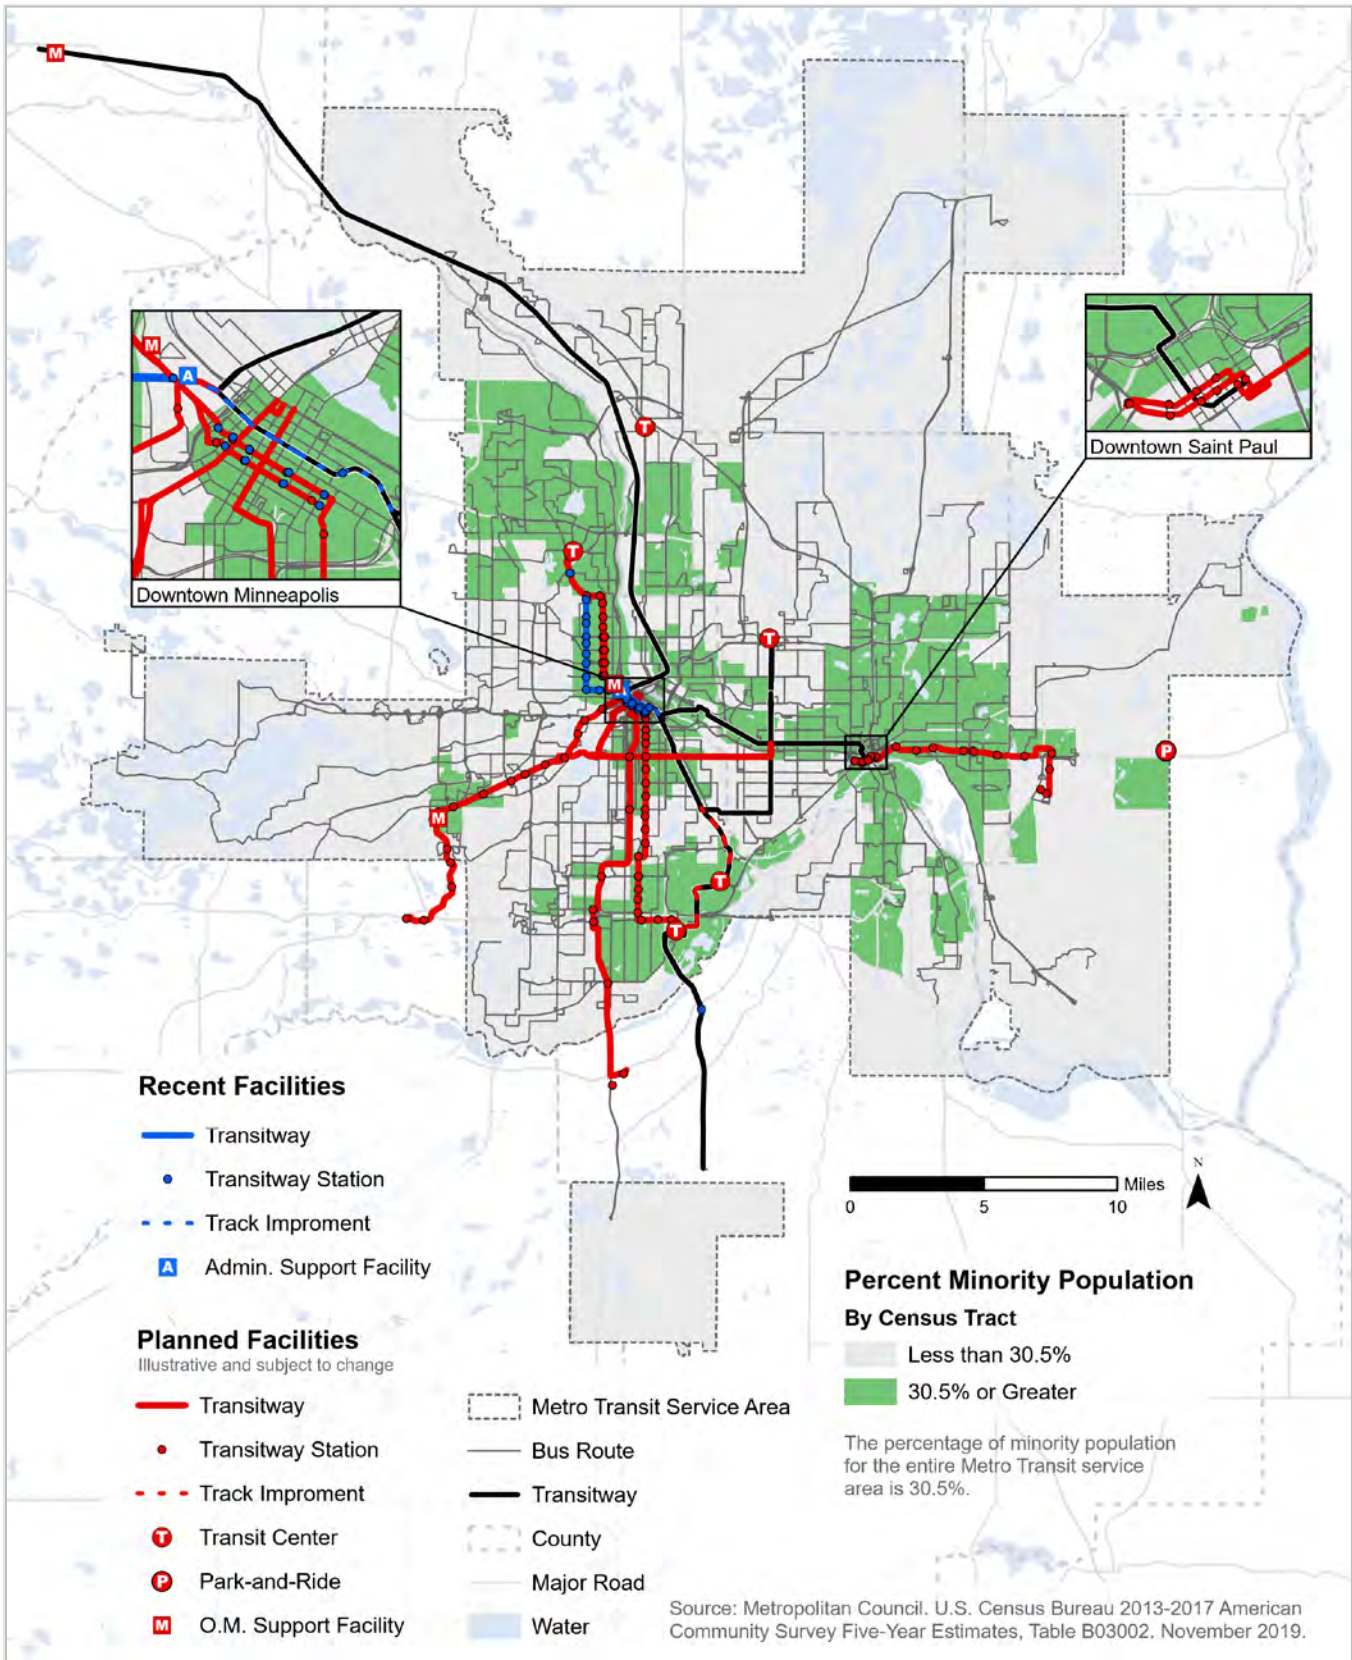 M
T
Downtown Minneapolis
M
A
Downtown Saint Paul
T
T
M
A
P
M
T
T
Recent Facilities
Transitway
Transitway Station
Track Improment
A Admin. Support Facility
Planned Facilities
Illustrative and subject to change
Transitway
Transitway Station
Track Improment
T Transit Center
P Park-and-Ride
M O.M. Support Facility
Metro Transit Service Area
Bus Route
Transitway
County
Major Road
Water
Miles
0 5 10
N
Percent Minority Population
By Census Tract
Less than 30.5%
30.5% or Greater
The percentage of minority population
for the entire Metro Transit service
area is 30.5%.
Source: Metropolitan Council. U.S. Census Bureau 2013-2017 American
Community Survey Five-Year Estimates, Table B03002. November 2019.